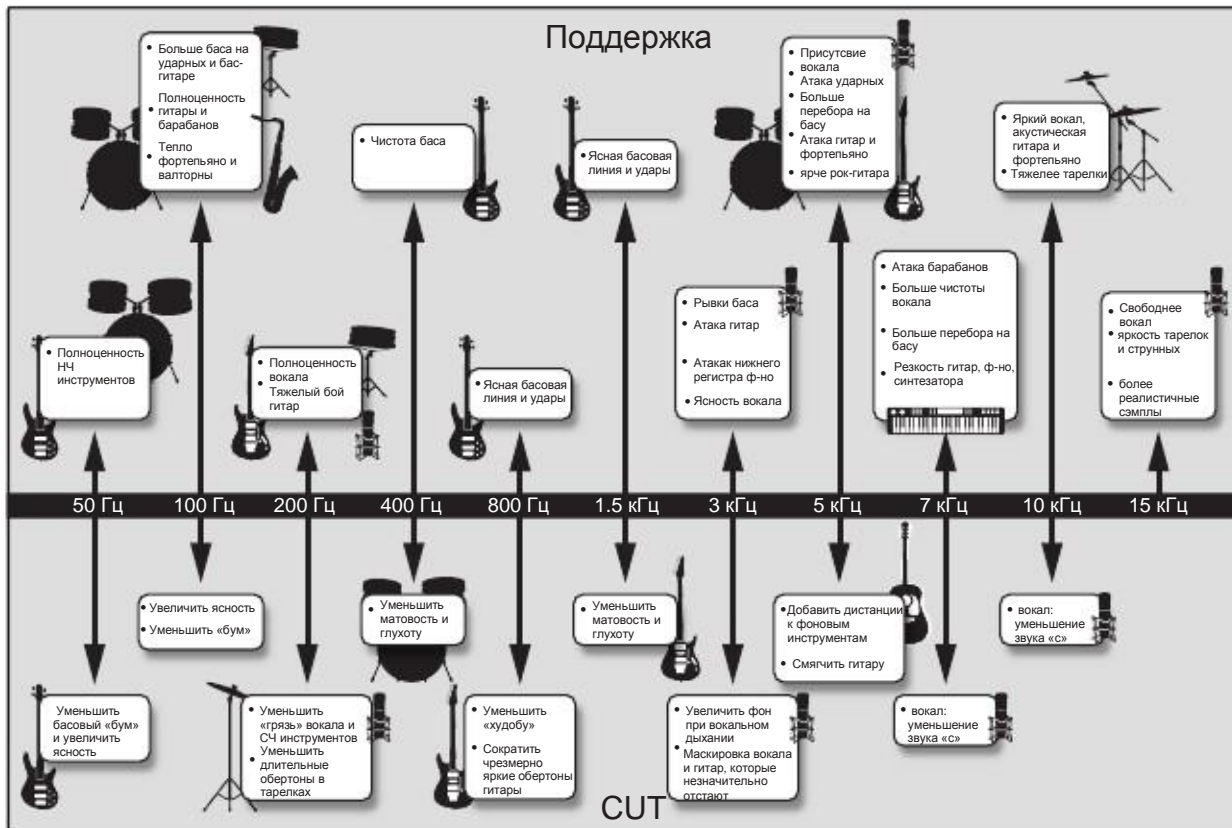 Поддержка
• Больше баса на
ударных и бас-
гитаре
• Полноценность
гитары и
барабанов
• Тепло
фортепьяно и
валторны
• Чистота баса
• Ясная басовая
линия и удары
• Присутсвие
вокала
• Атака ударных
• Больше
перебора на
басу
• Атака гитар и
фортепьяно
• ярче рок-гитара
• Яркий вокал,
акустическая
гитара и
фортепьяно
• Тяжелее тарелки
• Полноценность
НЧ
инструментов
• Полноценность
вокала
• Тяжелый бой
гитар
• Ясная басовая
линия и удары
• Рывки баса
• Атака гитар
• Атакак нижнего
регистра ф-но
• Ясность вокала
• Атака барабанов
• Больше чистоты
вокала
• Больше перебора на
басу
• Резкость гитар, ф-но,
синтезатора
• Свободнее
вокал
• яркость тарелок
и струнных
• более
реалистичные
сэмплы
50 Гц 100 Гц 200 Гц 400 Гц 800 Гц 1.5 кГц 3 кГц 5 кГц 7 кГц 10 кГц 15 кГц
• Увеличить ясность
• Уменьшить «бум»
• Уменьшить
матовость и
глухоту
• Уменьшить
матовость и
глухоту
• Добавить дистанции
к фоновым
инструментам
• Смягчить гитару
• вокал:
уменьшение
звука «с»
Уменьшить
басовый «бум»
и увеличить
ясность
• Уменьшить
«грязь» вокала и
СЧ инструментов
• Уменьшить
длительные
обертоны в
тарелках
• Уменьшить
«худобу»
• Сократить
чрезмерно
яркие обертоны
гитары
• Увеличить фон
при вокальном
дыхании
• Маскировка вокала
и гитар, которые
незначительно
отстают
• вокал:
уменьшение
звука «с»
CUT